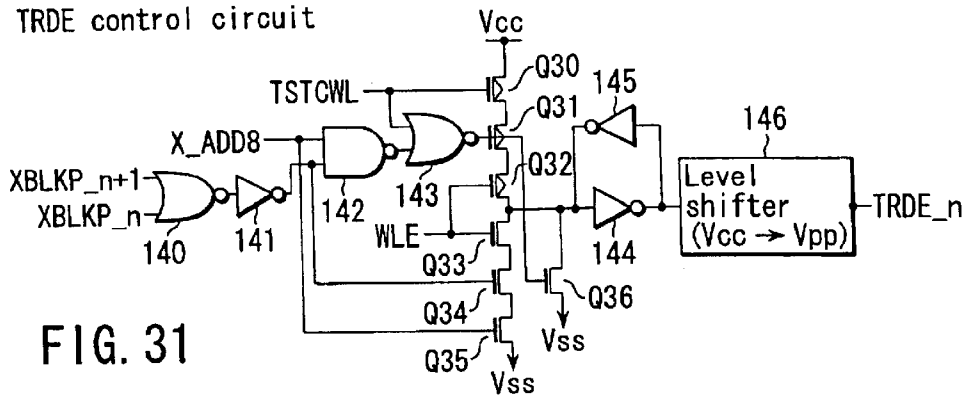 TRDE control circuit
Vcc
Q30
TSTCWL
Q31
145
146
X_ADD8
Q32
XBLKP_n+1
XBLKP_n
142
143
Level
shifter
(Vcc → Vpp)
TRDE_n
140
141
WLE
Q33
144
Q34
Q36
Vss
Q35
Vss
FIG. 31